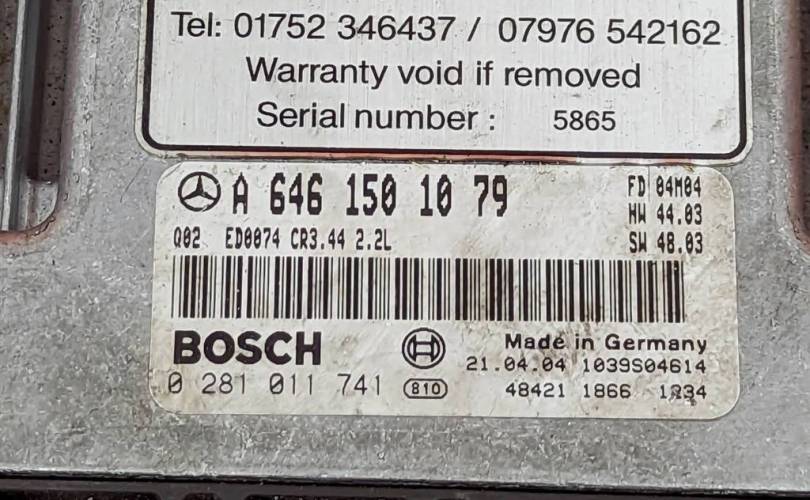 Tel: 01752 346437 / 07976 542162
Warranty void if removed
Serial number : 5865
A 646 150 10 79 FD 04M04
HW 44.03
Q02 ED0074 CR3.44 2.2L SW 48.03
BOSCH Made in Germany
21.04.04 1039S04614
0 281 011 741 810 48421 1866 1234